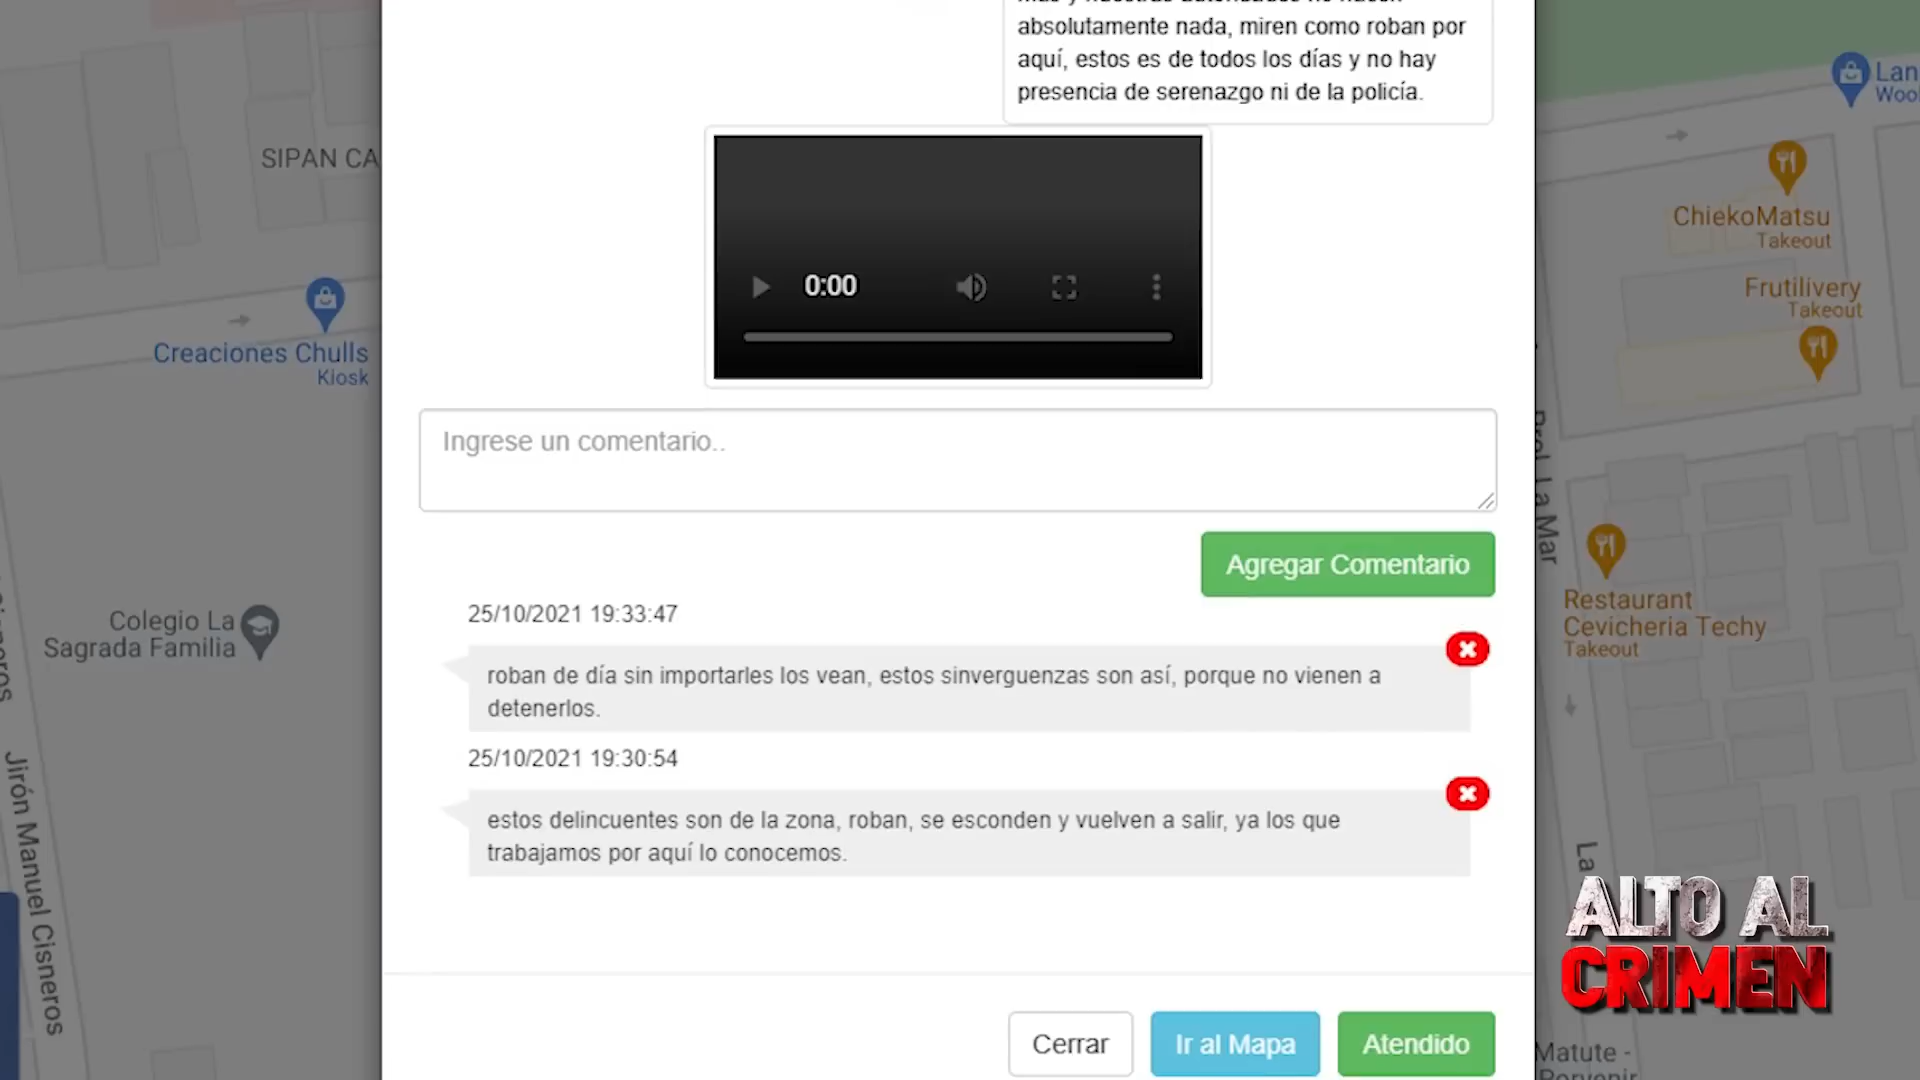 absolutamente nada, miren como roban por
aquí, estos es de todos los días y no hay
presencia de serenazgo ni de la policía.
0:00
Ingrese un comentario..
Agregar Comentario
25/10/2021 19:33:47
roban de día sin importarles los vean, estos sinverguenzas son así, porque no vienen a
detenerlos.
25/10/2021 19:30:54
estos delincuentes son de la zona, roban, se esconden y vuelven a salir, ya los que
trabajamos por aquí lo conocemos.
Cerrar
Ir al Mapa
Atendido
SIPAN CA
Creaciones Chulls
Kiosk
Colegio La
Sagrada Familia
Jirón Manuel Cisneros
Lan
Woo
ChiekoMatsu
Takeout
Frutilivery
Takeout
Prol La Mar
Restaurant
Cevicheria Techy
Takeout
La
ALTO AL
CRIMEN
Matute -
Porvenir